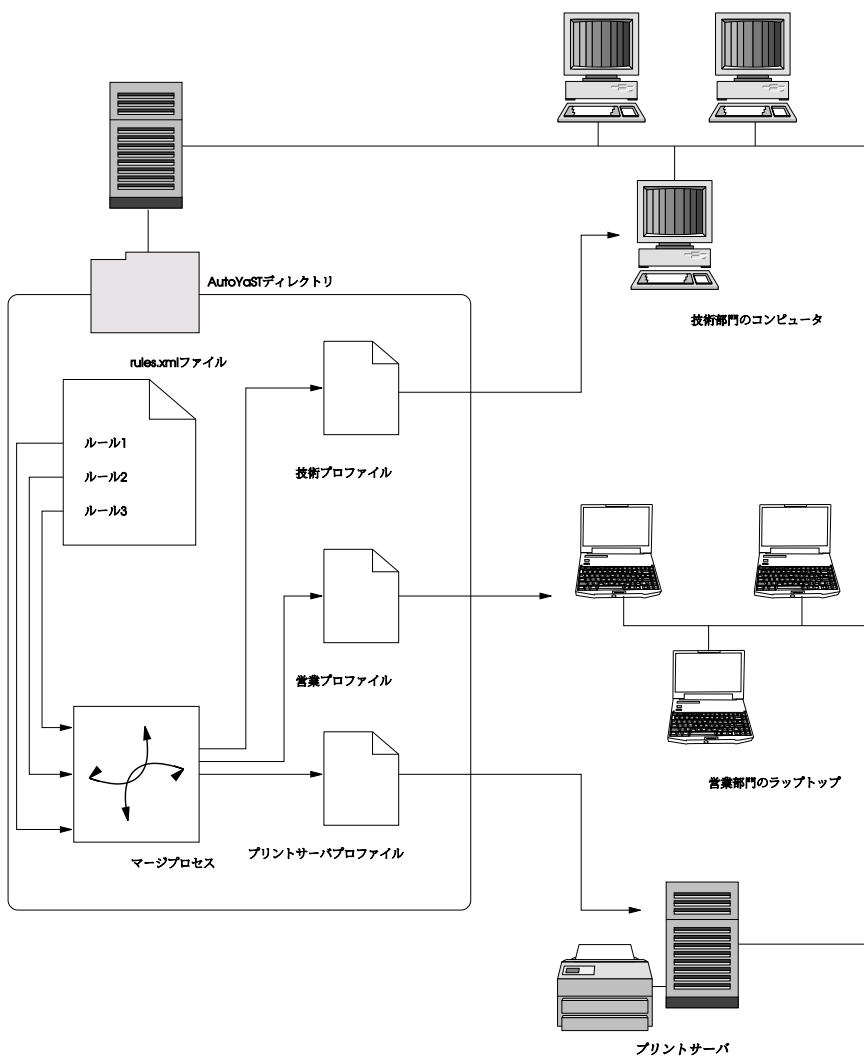 AutoYaSTディレクトリ
技術部門のコンピュータ
rules.xmlファイル
ルール1
ルール2
ルール3
技術プロファイル
営業プロファイル
営業部門のラップトップ
プリントサーバプロファイル
マージプロセス
プリントサーバ